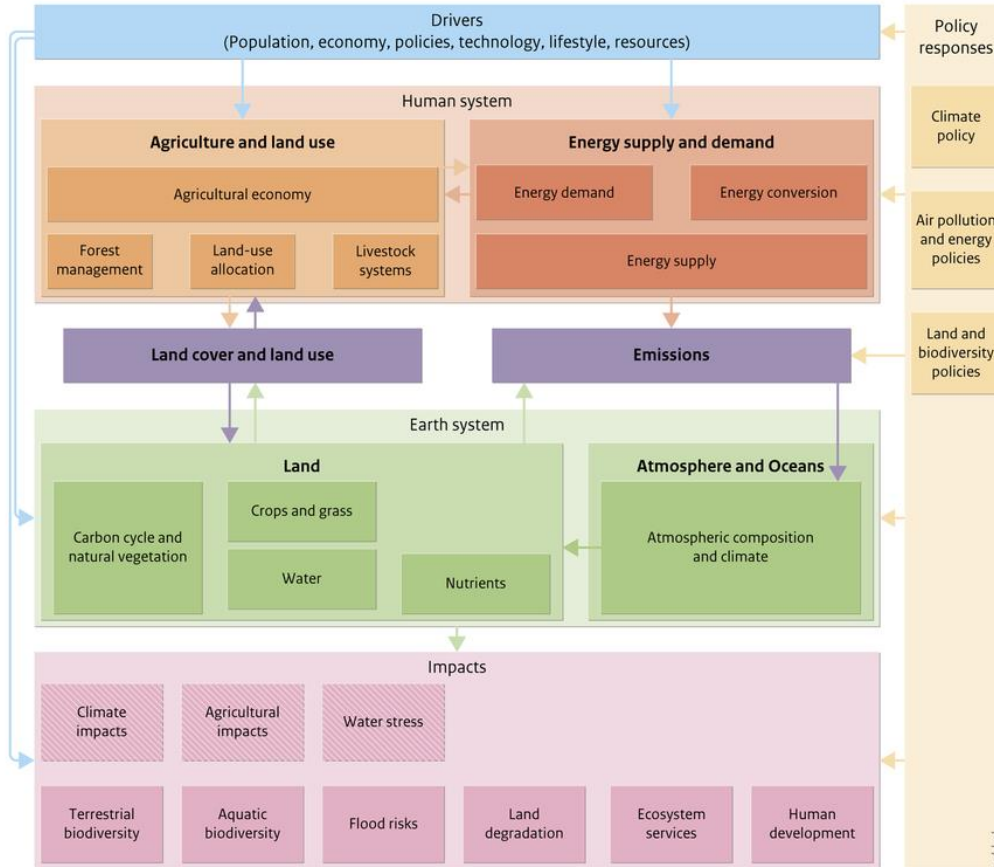 Drivers
(Population, economy, policies, technology, lifestyle, resources)
Policy
responses
Human system
Climate
policy
Agriculture and land use
Energy supply and demand
Agricultural economy
Energy demand
Energy conversion
Air pollution
and energy
policies
Forest
management
Land-use
allocation
Livestock
systems
Energy supply
Land and
biodiversity
policies
Land cover and land use
Emissions
Earth system
Land
Atmosphere and Oceans
Carbon cycle and
natural vegetation
Crops and grass
Water
Nutrients
Atmospheric composition
and climate
Impacts
Climate
impacts
Agricultural
impacts
Water stress
Terrestrial
biodiversity
Aquatic
biodiversity
Flood risks
Land
degradation
Ecosystem
services
Human
development